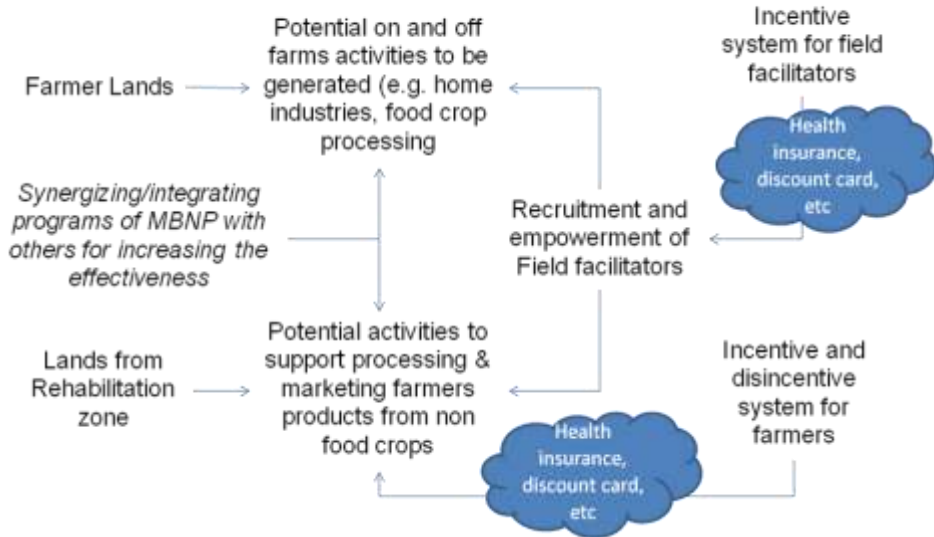 Potential on and off
farms activities to be
generated (e.g. home
industries, food crop
processing
Incentive
system for field
facilitators
Farmer Lands
Health
insurance,
discount card,
etc
Synergizing/integrating
programs of MBNP with
others for increasing the
effectiveness
Recruitment and
empowerment of
Field facilitators
Potential activities to
support processing &
marketing farmers
products from non
food crops
Lands from
Rehabilitation
zone
Incentive and
disincentive
system for
farmers
Health
insurance,
discount card,
etc